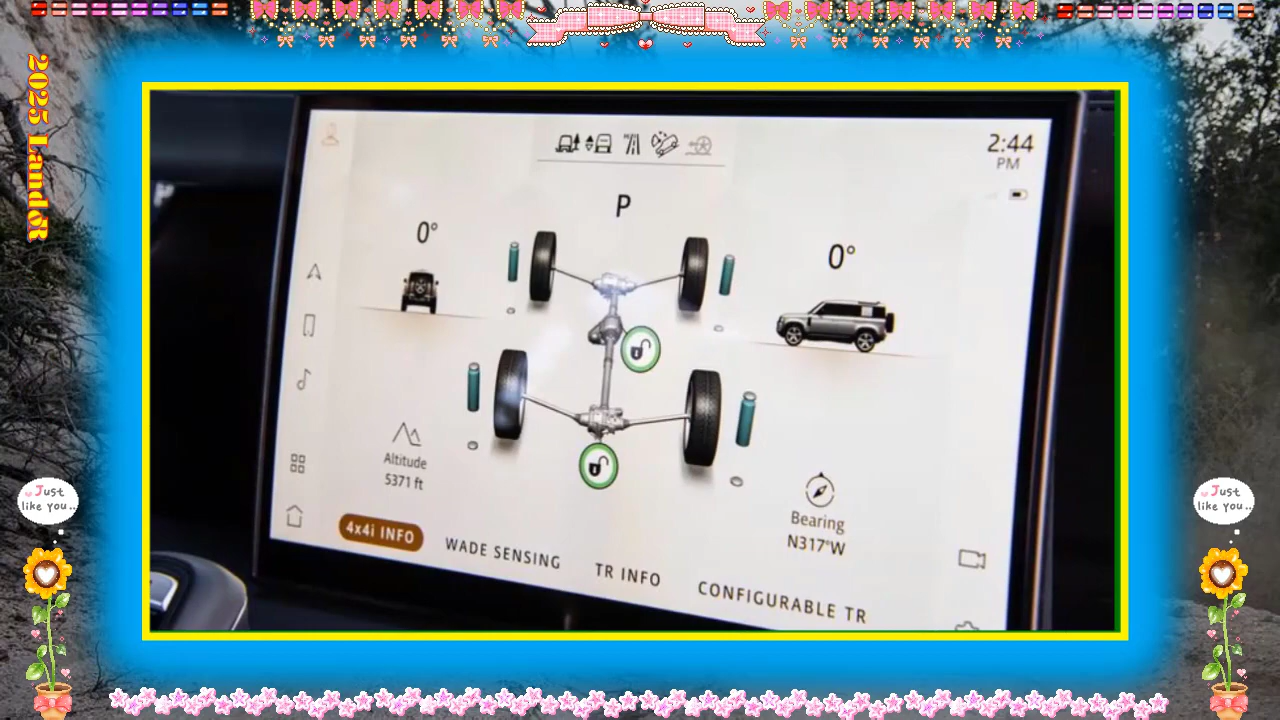 2025 LandR
2:44
PM
P
0°
0°
Altitude
5371 ft
Bearing
N317°W
4x4i INFO
WADE SENSING
TR INFO
CONFIGURABLE TR
Just
like you..
Just
like you..